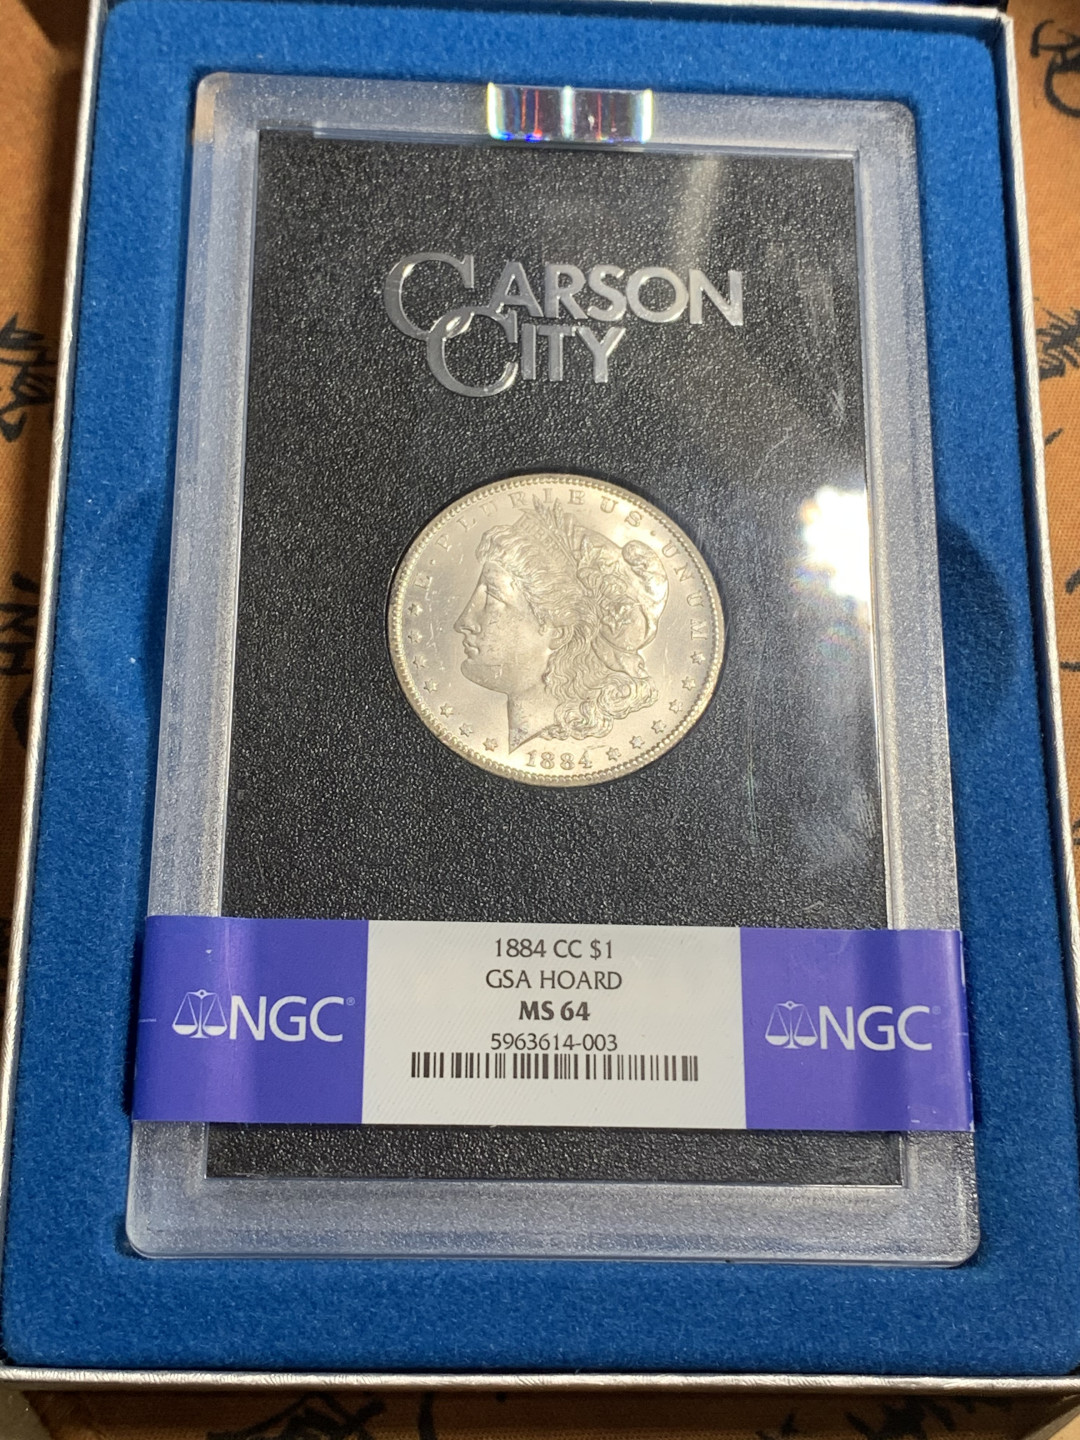 CARSON
CITY
E · PLURIBUS · UNUM
1884
1884 CC $1
GSA HOARD
MS 64
5963614-003
NGC®
NGC